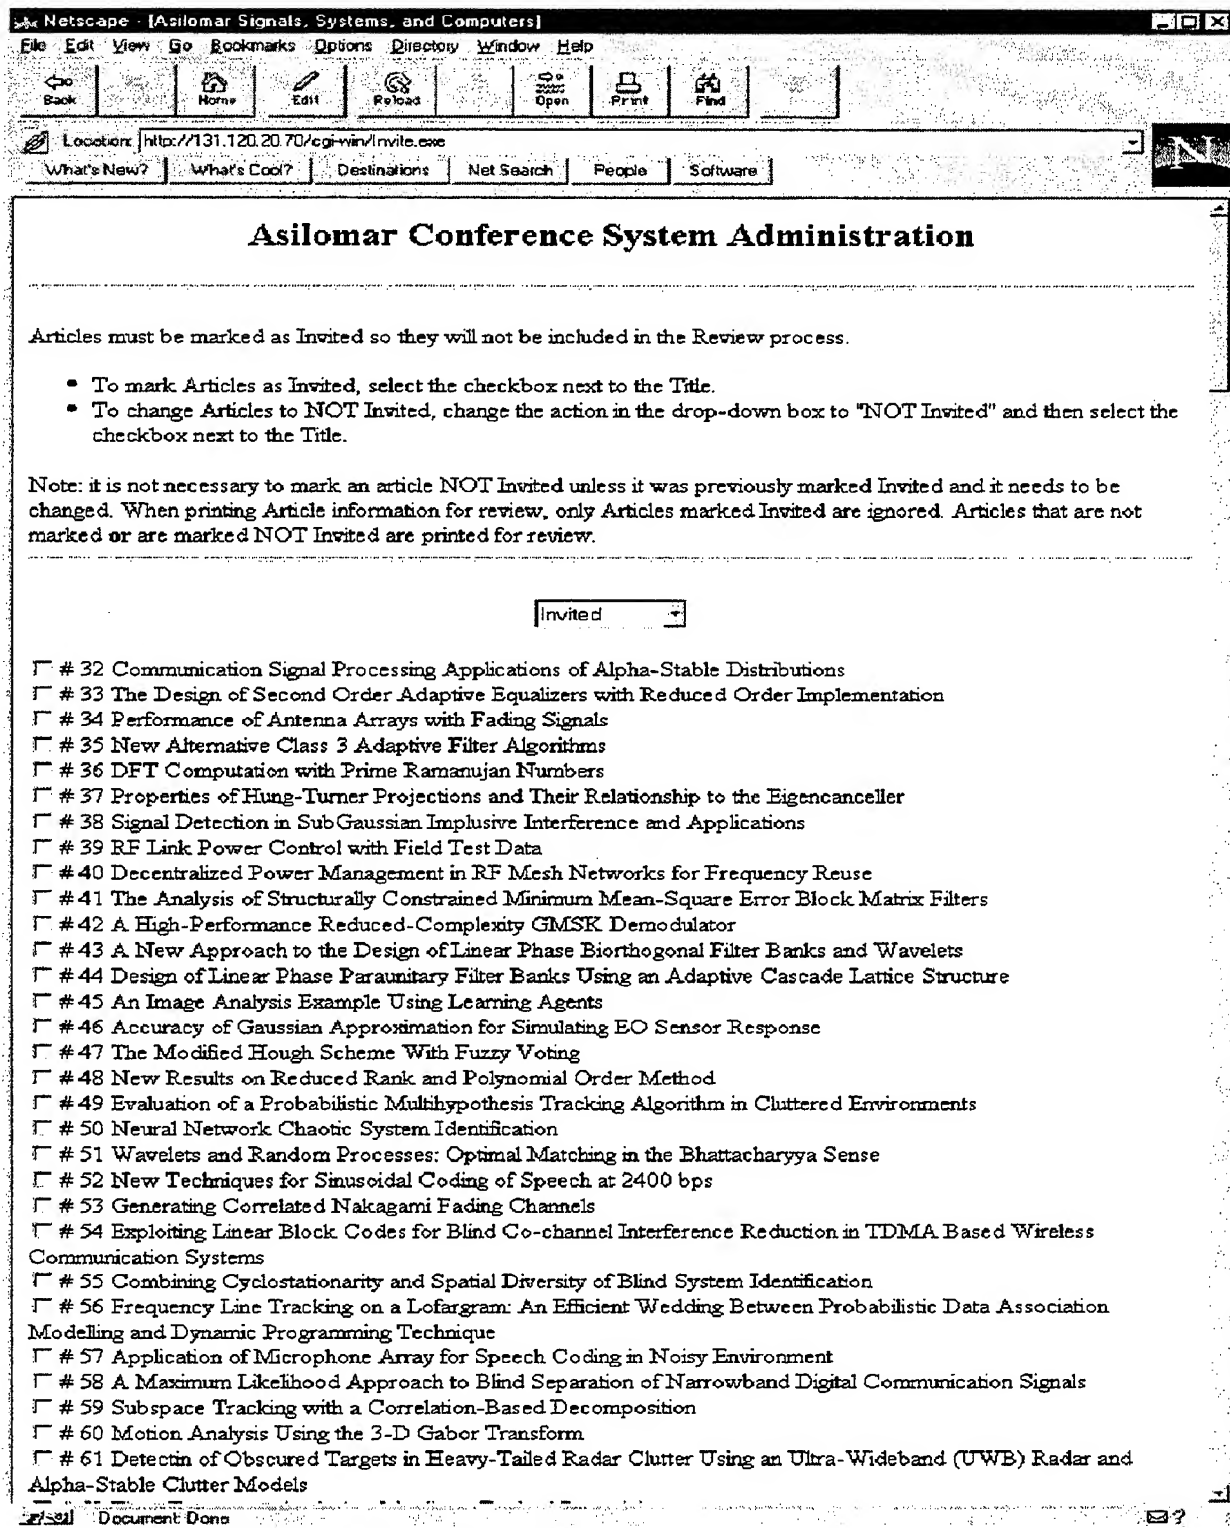 Netscape - [Asilomar Signals, Systems, and Computers]
File Edit View Go Bookmarks Options Directory Window Help
Back Home Edit Reload Open Print Find
Location: http://131.120.20.70/cgi-win/Invite.exe
N
What's New? What's Cool? Destinations Net Search People Software
Asilomar Conference System Administration
Articles must be marked as Invited so they will not be included in the Review process.
• To mark Articles as Invited, select the checkbox next to the Title.
• To change Articles to NOT Invited, change the action in the drop-down box to "NOT Invited" and then select the
checkbox next to the Title.
Note: it is not necessary to mark an article NOT Invited unless it was previously marked Invited and it needs to be
changed. When printing Article information for review, only Articles marked Invited are ignored. Articles that are not
marked or are marked NOT Invited are printed for review.
Invited
# 32 Communication Signal Processing Applications of Alpha-Stable Distributions
# 33 The Design of Second Order Adaptive Equalizers with Reduced Order Implementation
# 34 Performance of Antenna Arrays with Fading Signals
# 35 New Alternative Class 3 Adaptive Filter Algorithms
# 36 DFT Computation with Prime Ramanujan Numbers
# 37 Properties of Hung-Turner Projections and Their Relationship to the Eigencanceller
# 38 Signal Detection in SubGaussian Implusive Interference and Applications
# 39 RF Link Power Control with Field Test Data
# 40 Decentralized Power Management in RF Mesh Networks for Frequency Reuse
# 41 The Analysis of Structurally Constrained Minimum Mean-Square Error Block Matrix Filters
# 42 A High-Performance Reduced-Complexity GMSK Demodulator
# 43 A New Approach to the Design of Linear Phase Biorthogonal Filter Banks and Wavelets
# 44 Design of Linear Phase Paraunitary Filter Banks Using an Adaptive Cascade Lattice Structure
# 45 An Image Analysis Example Using Learning Agents
# 46 Accuracy of Gaussian Approximation for Simulating EO Sensor Response
# 47 The Modified Hough Scheme With Fuzzy Voting
# 48 New Results on Reduced Rank and Polynomial Order Method
# 49 Evaluation of a Probabilistic Multihypothesis Tracking Algorithm in Cluttered Environments
# 50 Neural Network Chaotic System Identification
# 51 Wavelets and Random Processes: Optimal Matching in the Bhattacharyya Sense
# 52 New Techniques for Sinusoidal Coding of Speech at 2400 bps
# 53 Generating Correlated Nakagami Fading Channels
# 54 Exploiting Linear Block Codes for Blind Co-channel Interference Reduction in TDMA Based Wireless
Communication Systems
# 55 Combining Cyclostationarity and Spatial Diversity of Blind System Identification
# 56 Frequency Line Tracking on a Lofargram: An Efficient Wedding Between Probabilistic Data Association
Modelling and Dynamic Programming Technique
# 57 Application of Microphone Array for Speech Coding in Noisy Environment
# 58 A Maximum Likelihood Approach to Blind Separation of Narrowband Digital Communication Signals
# 59 Subspace Tracking with a Correlation-Based Decomposition
# 60 Motion Analysis Using the 3-D Gabor Transform
# 61 Detectin of Obscured Targets in Heavy-Tailed Radar Clutter Using an Ultra-Wideband (UWB) Radar and
Alpha-Stable Clutter Models
Document: Done
?